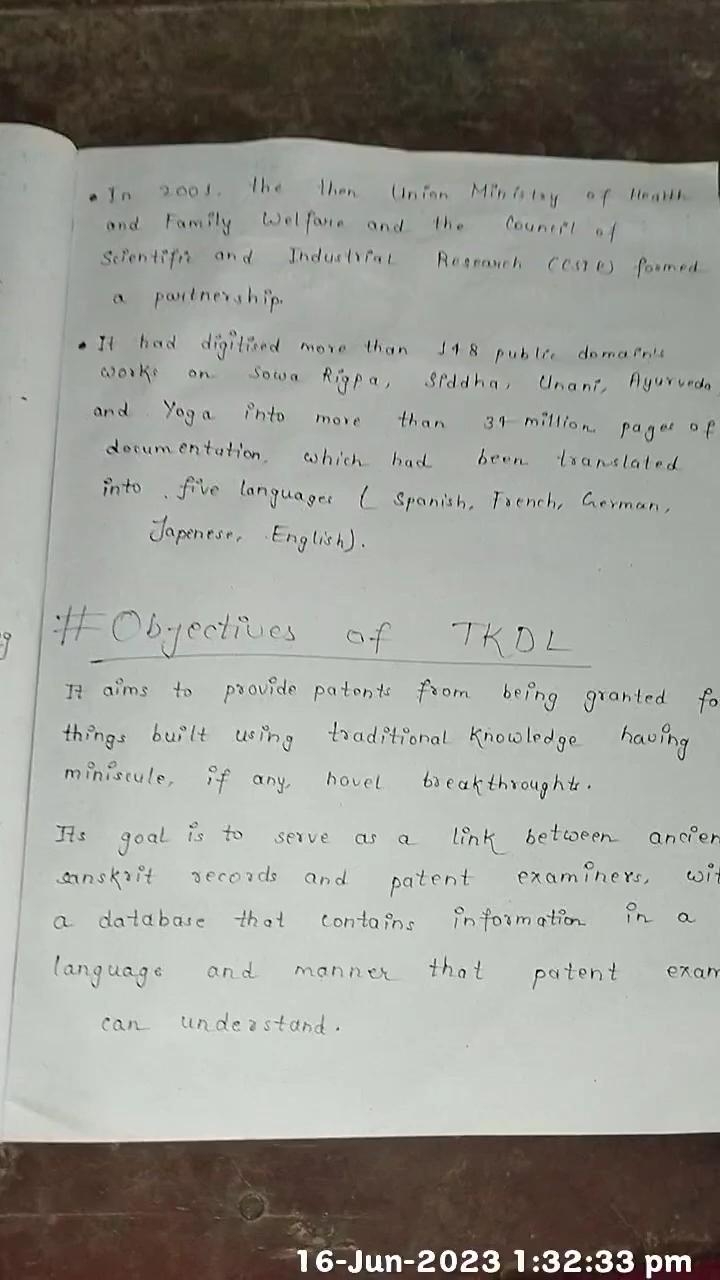 • In 2001, the then Union Ministry of Health
and Family Welfare and the Council of
Scientific and Industrial Research (CSIR) formed
a partnership.
• It had digitised more than 148 public domains
works on Sowa Rigpa, Siddha, Unani, Ayurveda
and Yoga into more than 34 million pages of
documentation, which had been translated
into five languages ( Spanish, French, German,
Japenese, English).
# Objectives of TKDL
It aims to provide patents from being granted fo
things built using traditional knowledge having
miniscule, if any, novel breakthroughts.
Its goal is to serve as a link between ancien
sanskrit records and patent examiners, wit
a database that contains information in a
language and manner that patent exam
can understand.
16-Jun-2023 1:32:33 pm